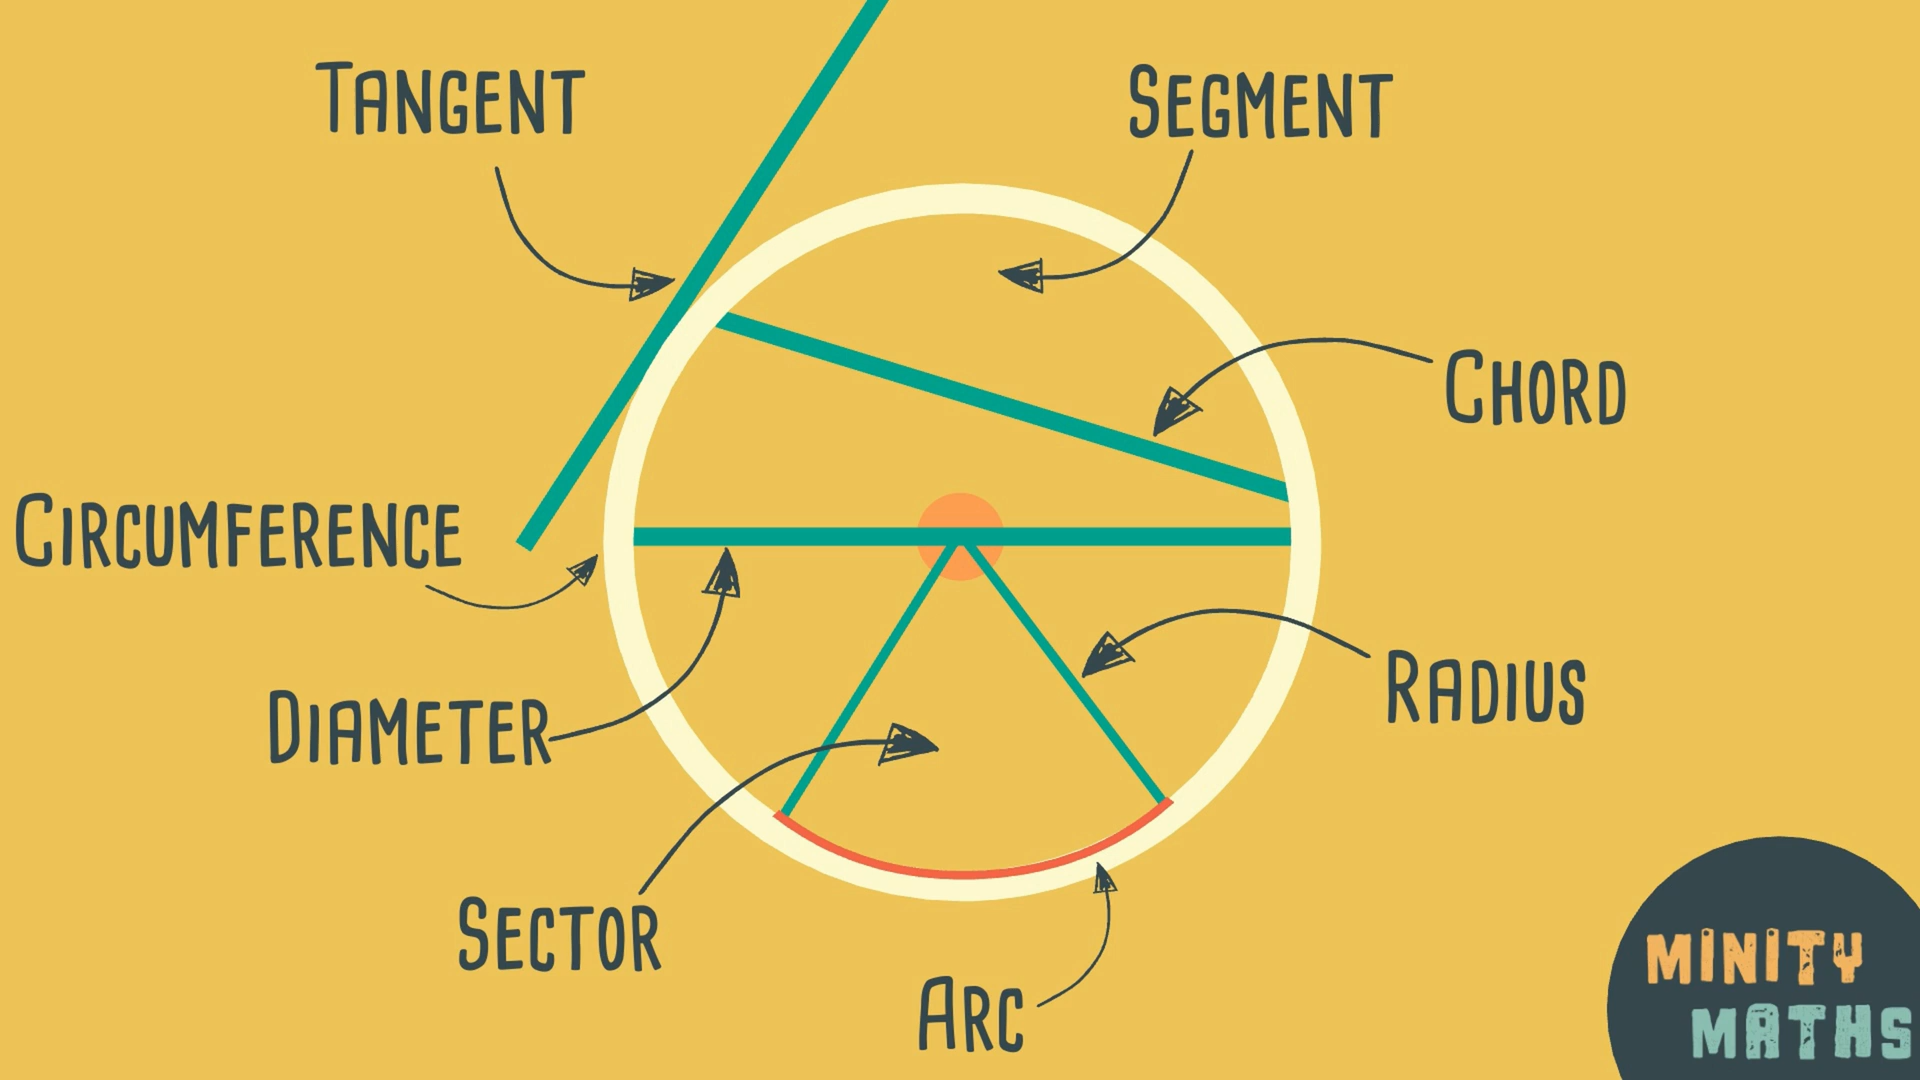 TANGENT
SEGMENT
CHORD
CIRCUMFERENCE
RADIUS
DIAMETER
SECTOR
ARC
MINITY
MATHS